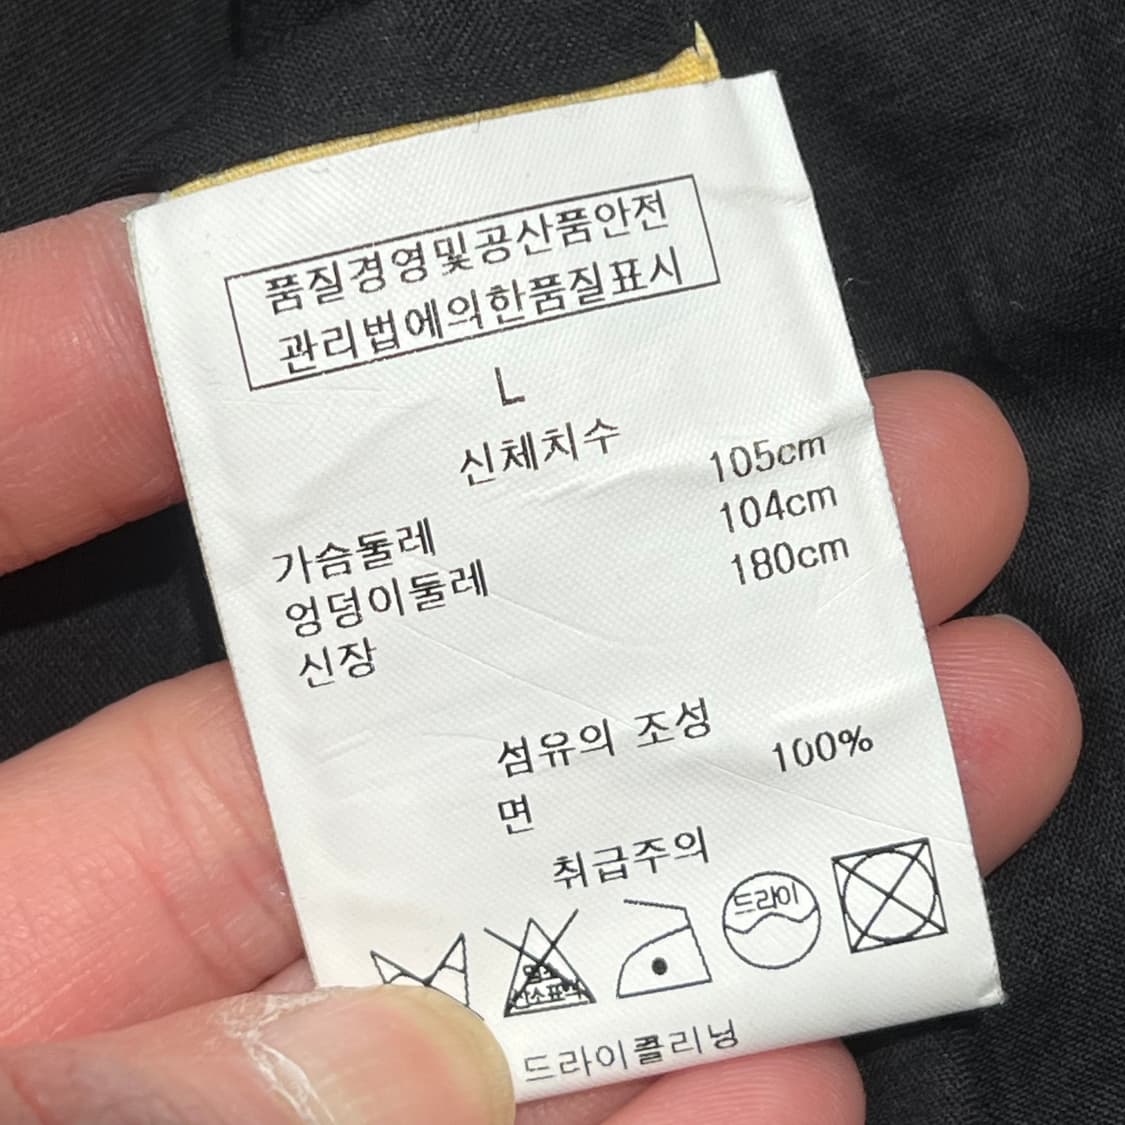 품질경영및공산품안전
관리법에의한품질표시
L
신체치수
가슴둘레 105cm
엉덩이둘레 104cm
신장 180cm
섬유의 조성
면 100%
취급주의
드라이
드라이클리닝